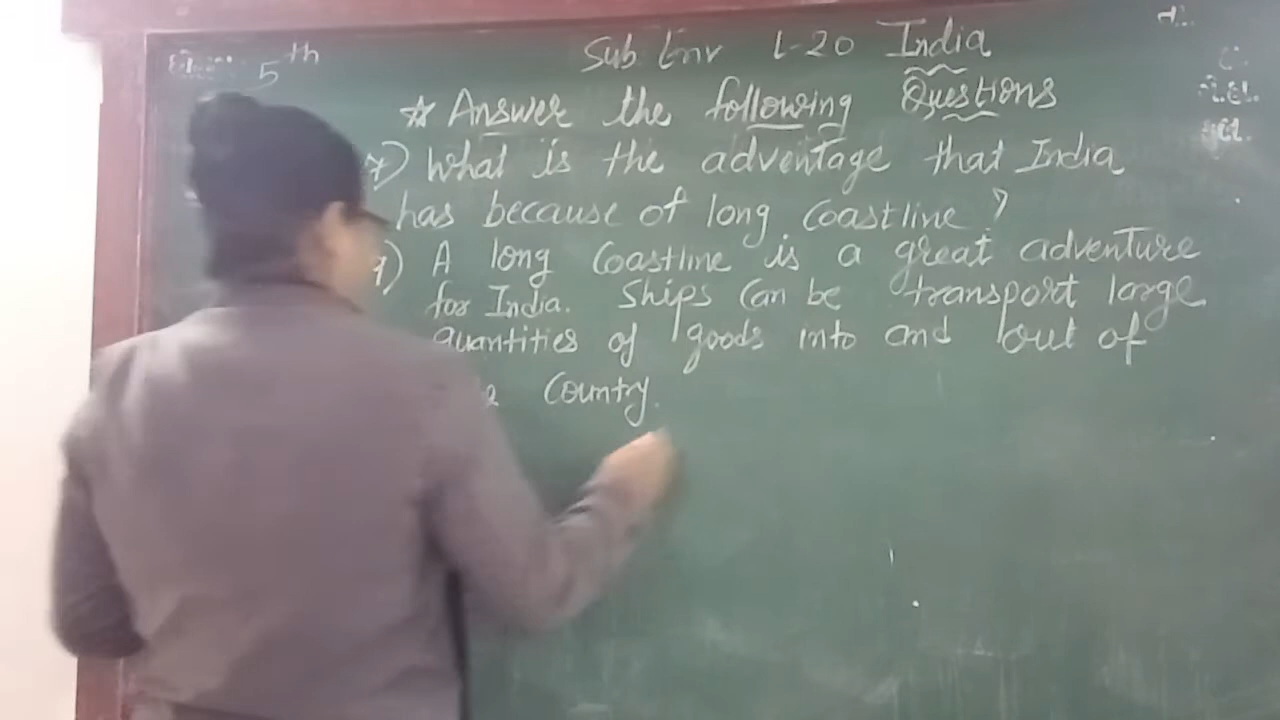 5th
Sub Env L-20 India
☆ Answer the following Questions
7) What is the adventage that India
has because of long coastline ?
9) A long coastline is a great adventure
for India. Ships can be transport large
quantities of goods into and out of
Country.